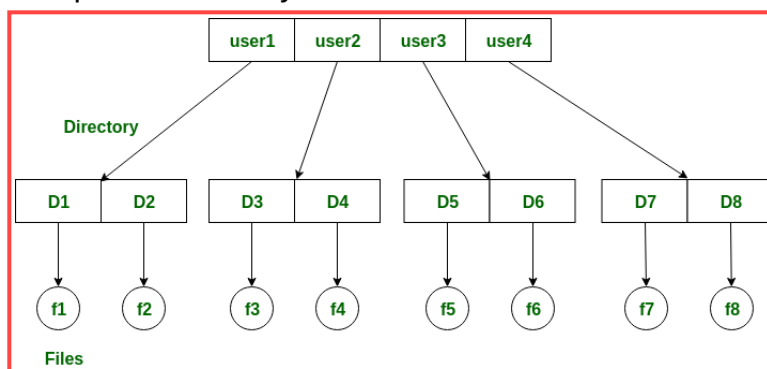 user1 user2 user3 user4
Directory
D1 D2 D3 D4 D5 D6 D7 D8
f1 f2 f3 f4 f5 f6 f7 f8
Files